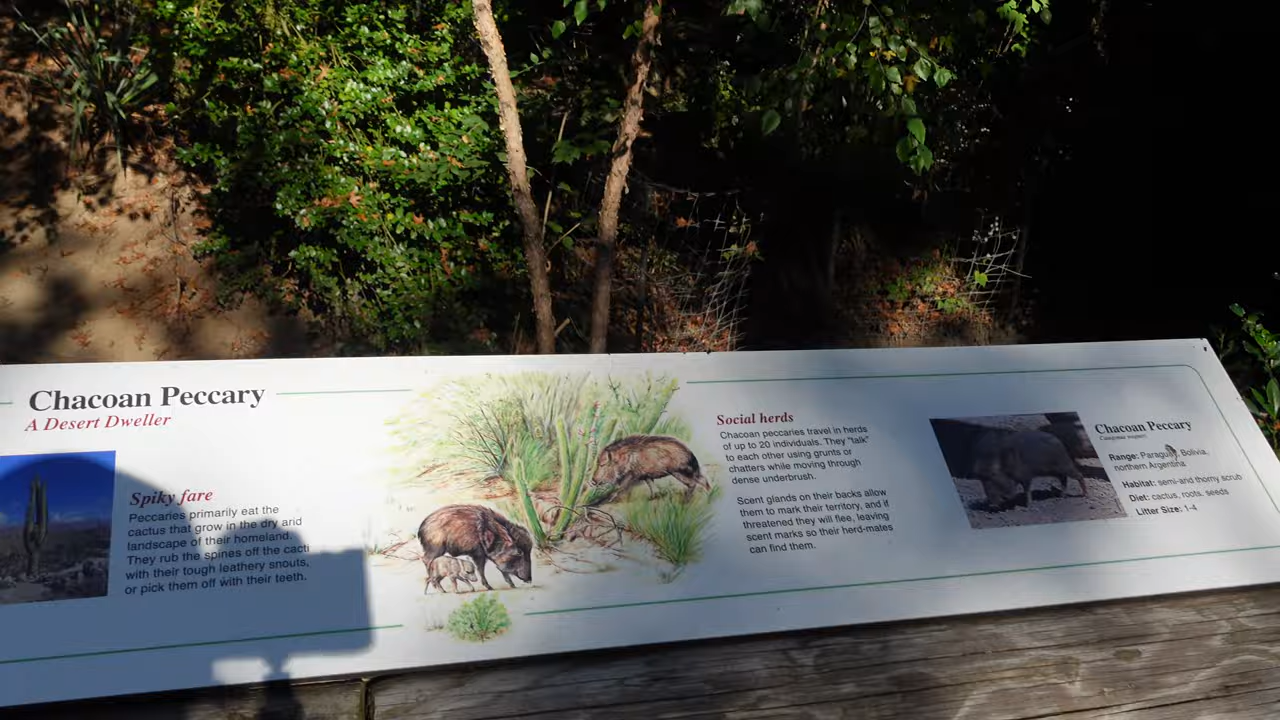 Chacoan Peccary
A Desert Dweller
Spiky fare
Peccaries primarily eat the
cactus that grow in the dry arid
landscape of their homeland.
They rub the spines off the cacti
with their tough leathery snouts,
or pick them off with their teeth.
Social herds
Chacoan peccaries travel in herds
of up to 20 individuals. They "talk"
to each other using grunts or
chatters while moving through
dense underbrush.
Scent glands on their backs allow
them to mark their territory, and if
threatened they will flee, leaving
scent marks so their herd-mates
can find them.
Chacoan Peccary
Range: Paraguay, Bolivia,
northern Argentina
Habitat: semi-arid thorny scrub
Diet: cactus, roots, seeds
Litter Size: 1-4